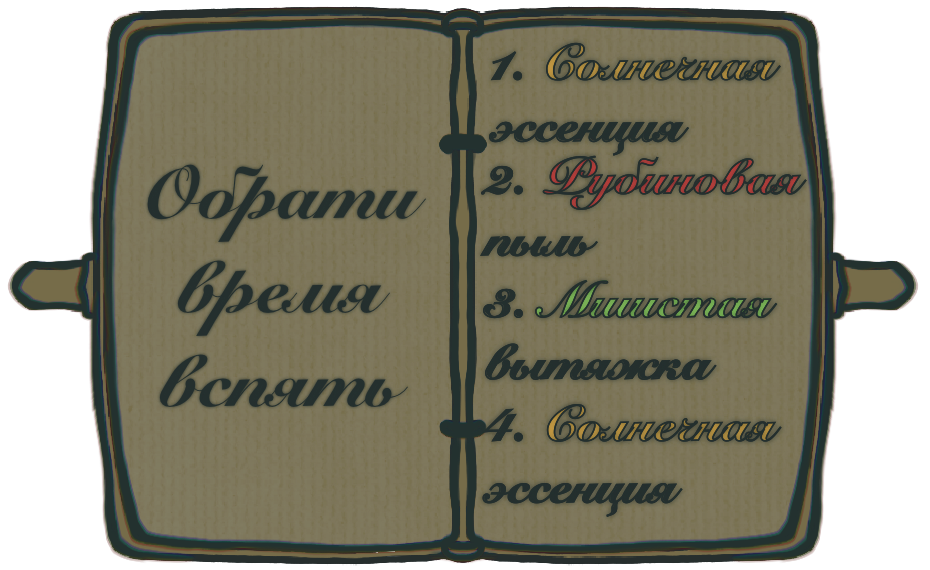 Обрати
время
вспять
1. Солнечная
эссенция
2. Рубиновая
пыль
3. Мшистая
вытяжка
4. Солнечная
эссенция